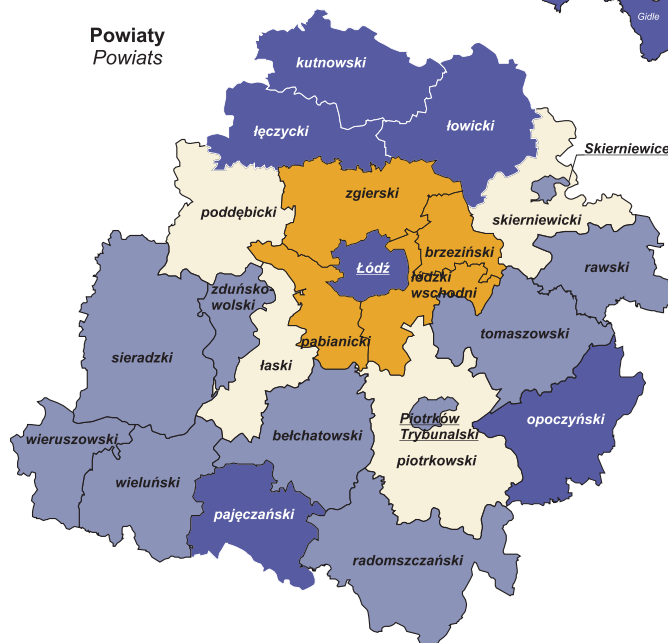 Gidle
Powiaty
Powiats
kutnowski
łęczycki
łowicki
Skierniewice
zgierski
poddębicki
skierniewicki
brzeziński
Łódź
rawski
łódzki
wschodni
zduńsko-
wolski
tomaszowski
pabianicki
sieradzki
łaski
opoczyński
Piotrków
Trybunalski
wieruszowski
bełchatowski
piotrkowski
wieluński
pajęczański
radomszczański